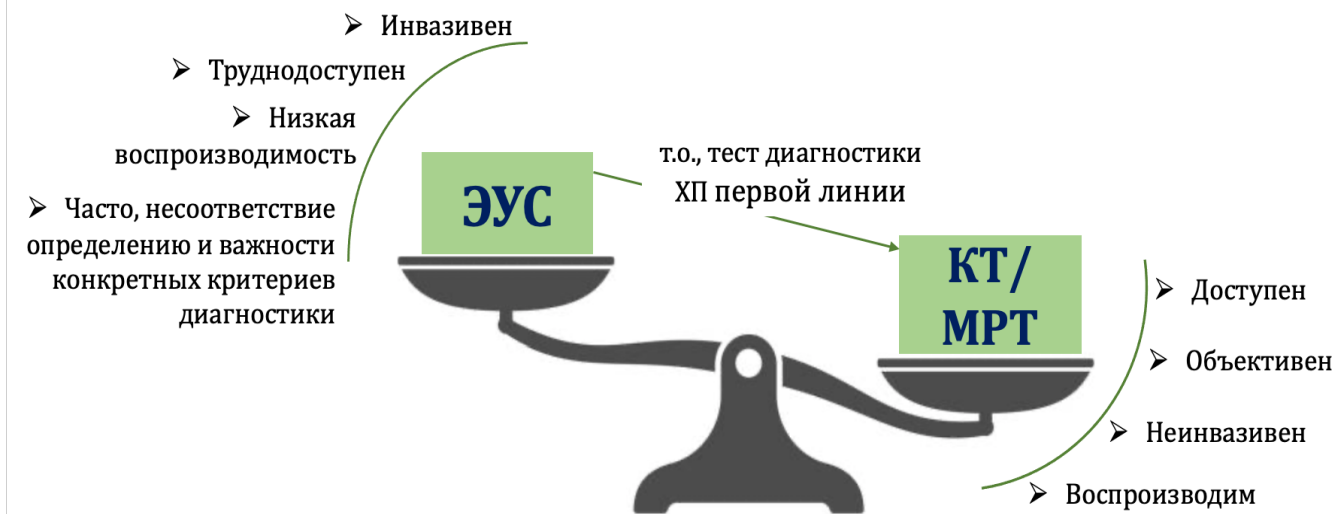 ➢ Инвазивен
➢ Труднодоступен
➢ Низкая
воспроизводимость
➢ Часто, несоответствие
определению и важности
конкретных критериев
диагностики
ЭУС
т.о., тест диагностики
ХП первой линии
КТ/
МРТ
➢ Доступен
➢ Объективен
➢ Неинвазивен
➢ Воспроизводим